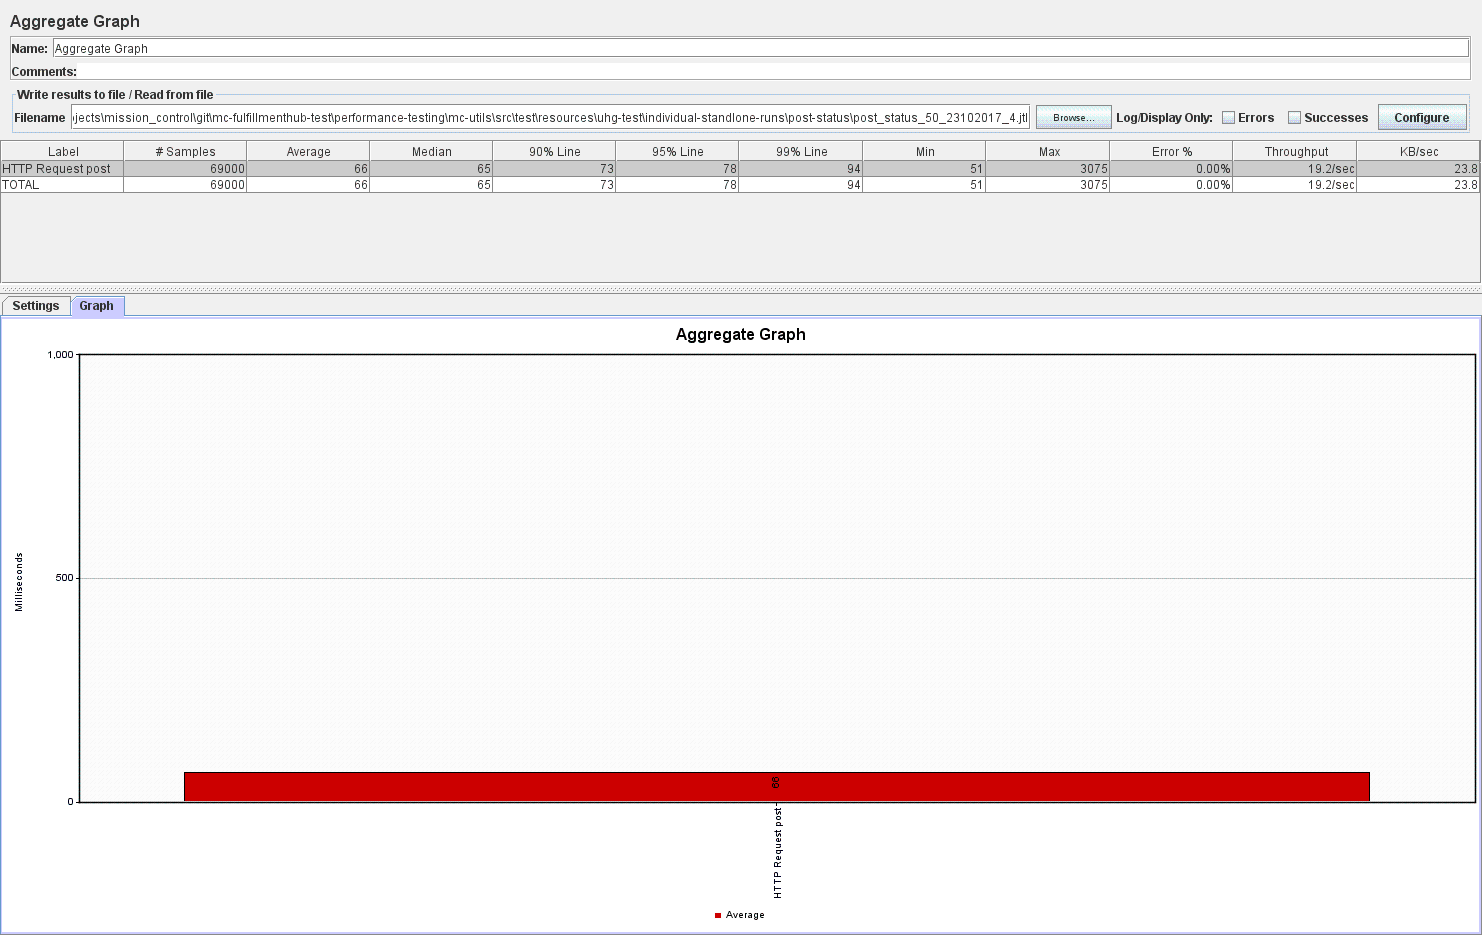 Aggregate Graph
Name: Aggregate Graph
Comments:
Write results to file / Read from file
Filename jects\mission_control\git\mc-fulfillmenthub-test\performance-testing\mc-utils\src\test\resources\uhg-test\individual-standlone-runs\post-status\post_status_50_23102017_4.jtl Browse... Log/Display Only: Errors Successes Configure
Label # Samples Average Median 90% Line 95% Line 99% Line Min Max Error % Throughput KB/sec
HTTP Request post 69000 66 65 73 78 94 51 3075 0.00% 19.2/sec 23.8
TOTAL 69000 66 65 73 78 94 51 3075 0.00% 19.2/sec 23.8
Settings Graph
Aggregate Graph
1,000
500
0
Milliseconds
66
HTTP Request post
Average